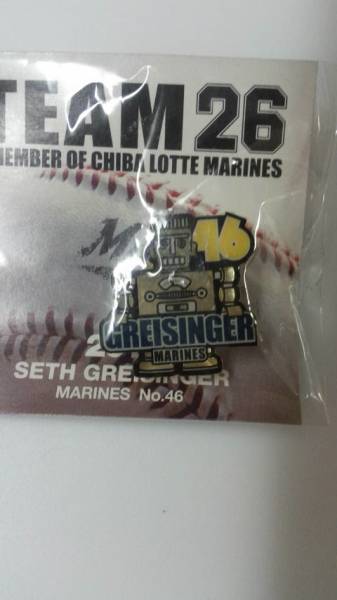 TEAM 26
MEMBER OF CHIBA LOTTE MARINES
M
46
GREISINGER
MARINES
SETH GREISINGER
MARINES No.46